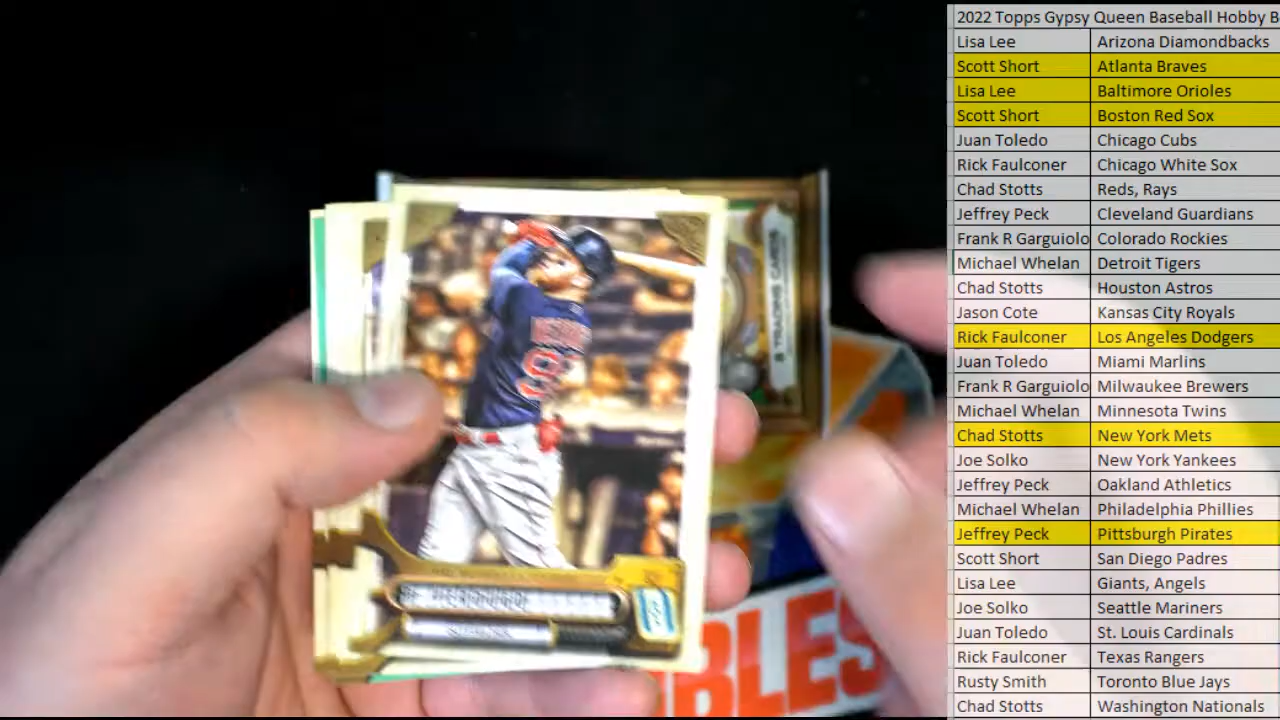 2022 Topps Gypsy Queen Baseball Hobby B
Lisa Lee Arizona Diamondbacks
Scott Short Atlanta Braves
Lisa Lee Baltimore Orioles
Scott Short Boston Red Sox
Juan Toledo Chicago Cubs
Rick Faulconer Chicago White Sox
Chad Stotts Reds, Rays
Jeffrey Peck Cleveland Guardians
Frank R Garguiolo Colorado Rockies
Michael Whelan Detroit Tigers
Chad Stotts Houston Astros
Jason Cote Kansas City Royals
Rick Faulconer Los Angeles Dodgers
Juan Toledo Miami Marlins
Frank R Garguiolo Milwaukee Brewers
Michael Whelan Minnesota Twins
Chad Stotts New York Mets
Joe Solko New York Yankees
Jeffrey Peck Oakland Athletics
Michael Whelan Philadelphia Phillies
Jeffrey Peck Pittsburgh Pirates
Scott Short San Diego Padres
Lisa Lee Giants, Angels
Joe Solko Seattle Mariners
Juan Toledo St. Louis Cardinals
Rick Faulconer Texas Rangers
Rusty Smith Toronto Blue Jays
Chad Stotts Washington Nationals
8 TRADING CARDS
BLES